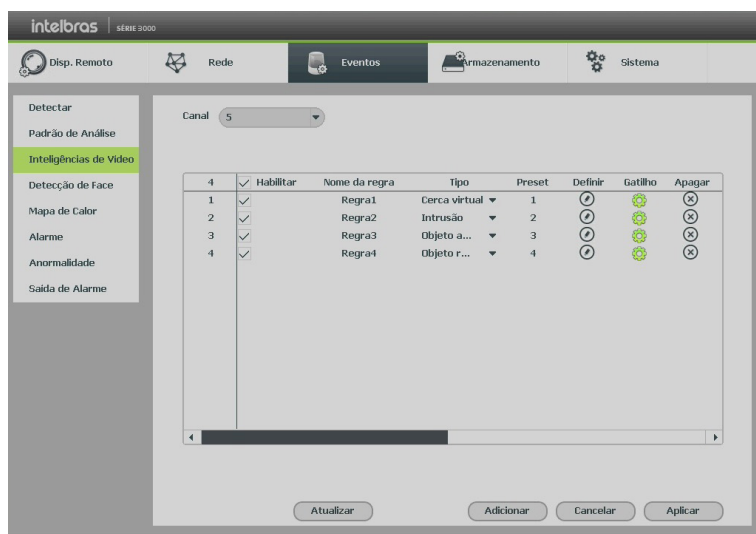 intelbras | SÉRIE 3000
Disp. Remoto Rede Eventos Armazenamento Sistema
Detectar
Padrão de Análise
Inteligências de Vídeo
Detecção de Face
Mapa de Calor
Alarme
Anormalidade
Saída de Alarme
Canal 5
4 Habilitar Nome da regra Tipo Preset Definir Gatilho Apagar
1 Regra1 Cerca virtual 1
2 Regra2 Intrusão 2
3 Regra3 Objeto a... 3
4 Regra4 Objeto r... 4
Atualizar Adicionar Cancelar Aplicar